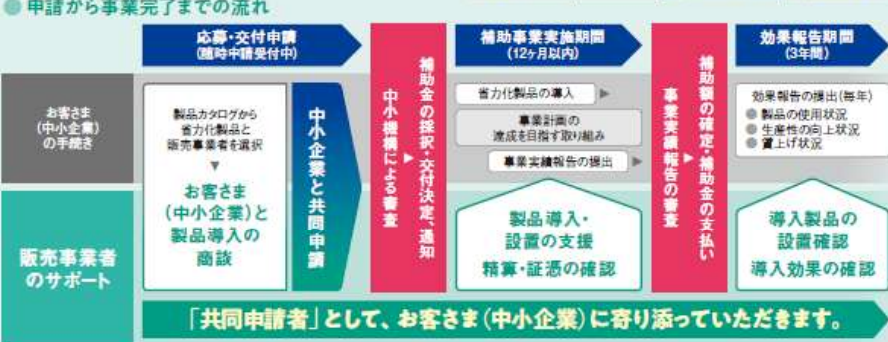 ● 申請から事業完了までの流れ
応募・交付申請
(随時申請受付中)
補助事業実施期間
(12ヶ月以内)
効果報告期間
(3年間)
お客さま
(中小企業)
の手続き
製品カタログから
省力化製品と
販売事業者を選択
▼
お客さま
(中小企業)と
製品導入の
商談
中小企業と共同申請
中小機構による審査
▶
補助金の採択・交付決定、通知
省力化製品の導入 ▶
事業計画の
達成を目指す取り組み
事業実績報告の提出 ▶
製品導入・
設置の支援
精算・証憑の確認
事業実績報告の審査
▶
補助額の確定・補助金の支払い
効果報告の提出(毎年)
● 製品の使用状況
● 生産性の向上状況
● 賃上げ状況
導入製品の
設置確認
導入効果の確認
販売事業者
のサポート
「共同申請者」として、お客さま(中小企業)に寄り添っていただきます。